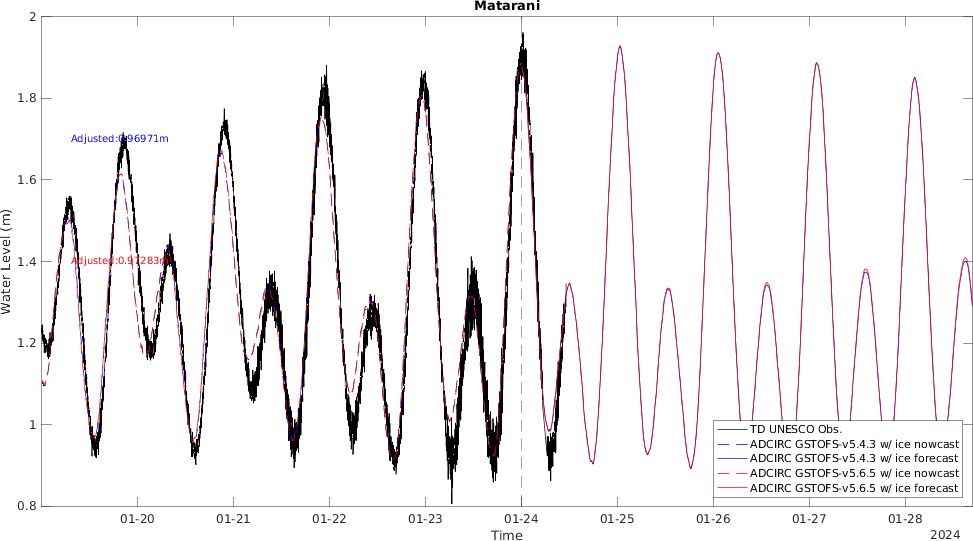 Matarani
2
1.8
1.6
1.4
1.2
1
0.8
Water Level (m)
Adjusted:0.96971m
Adjusted:0.97283m
01-20
01-21
01-22
01-23
01-24
01-25
01-26
01-27
01-28
Time
2024
TD UNESCO Obs.
ADCIRC GSTOFS-v5.4.3 w/ ice nowcast
ADCIRC GSTOFS-v5.4.3 w/ ice forecast
ADCIRC GSTOFS-v5.6.5 w/ ice nowcast
ADCIRC GSTOFS-v5.6.5 w/ ice forecast